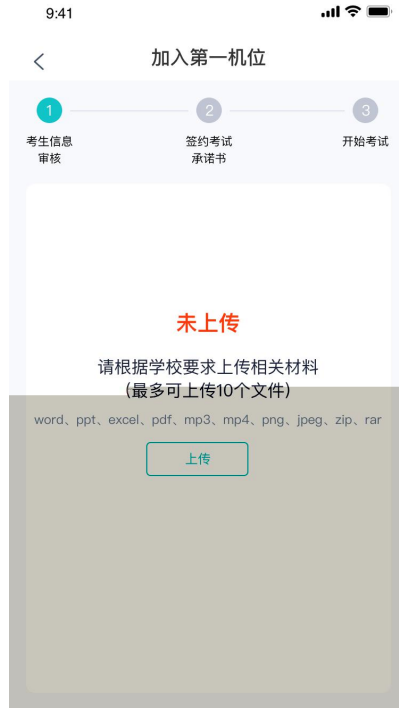 9:41
加入第一机位
1
2
3
考生信息
审核
签约考试
承诺书
开始考试
未上传
请根据学校要求上传相关材料
（最多可上传10个文件）
word、ppt、excel、pdf、mp3、mp4、png、jpeg、zip、rar
上传